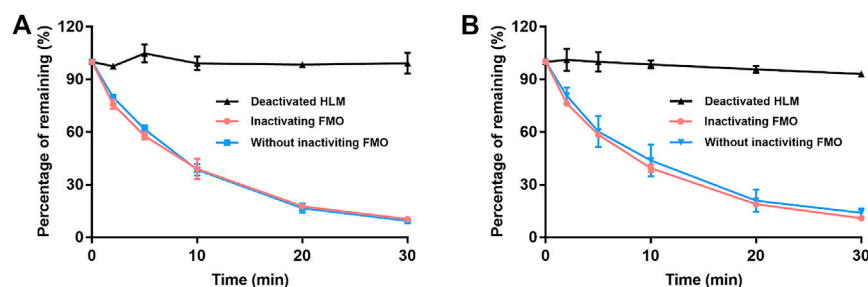 A
Percentage of remaining (%)
120
90
60
30
0
Deactivated HLM
Inactivating FMO
Without inactiviting FMO
0
10
20
30
Time (min)
B
Percentage of remaining (%)
120
90
60
30
0
Deactivated HLM
Inactivating FMO
Without inactiviting FMO
0
10
20
30
Time (min)